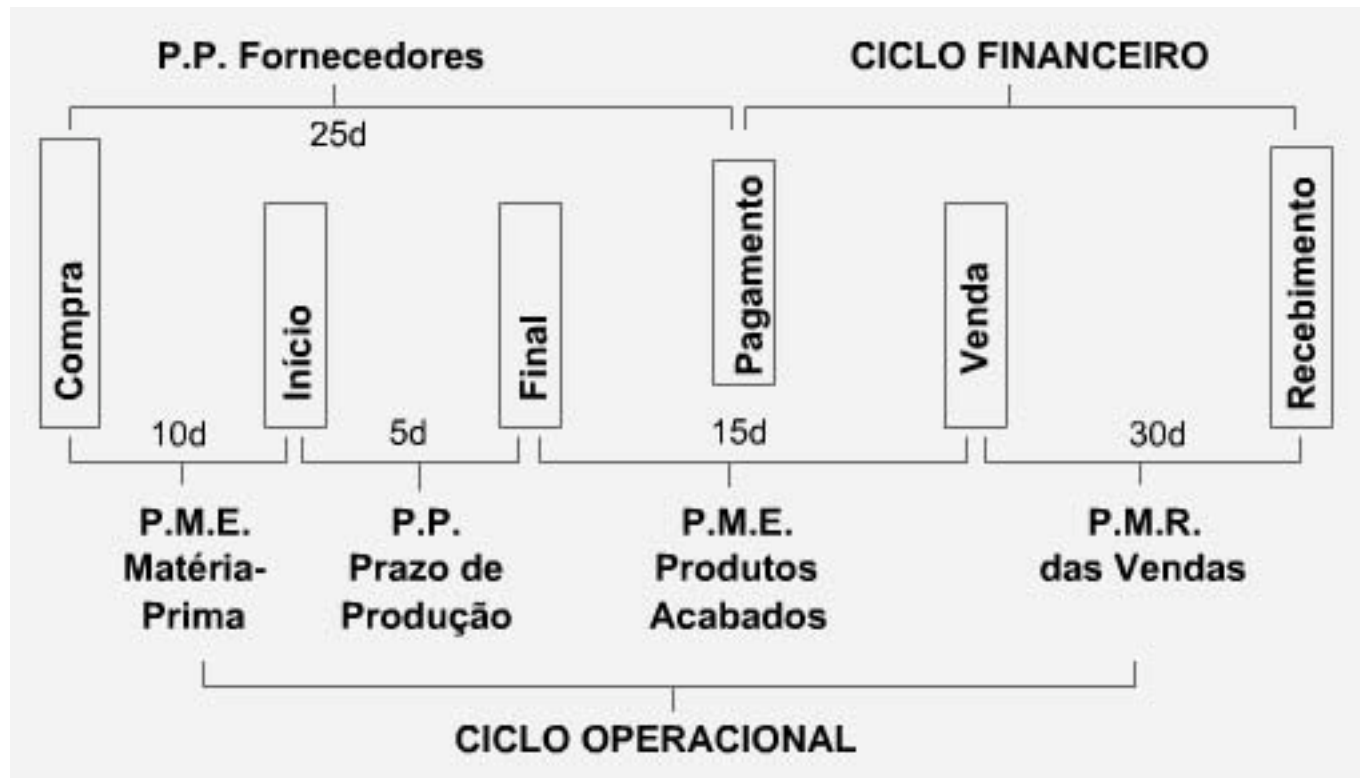 P.P. Fornecedores
CICLO FINANCEIRO
25d
Compra
Início
Final
Pagamento
Venda
Recebimento
10d
5d
15d
30d
P.M.E.
Matéria-
Prima
P.P.
Prazo de
Produção
P.M.E.
Produtos
Acabados
P.M.R.
das Vendas
CICLO OPERACIONAL